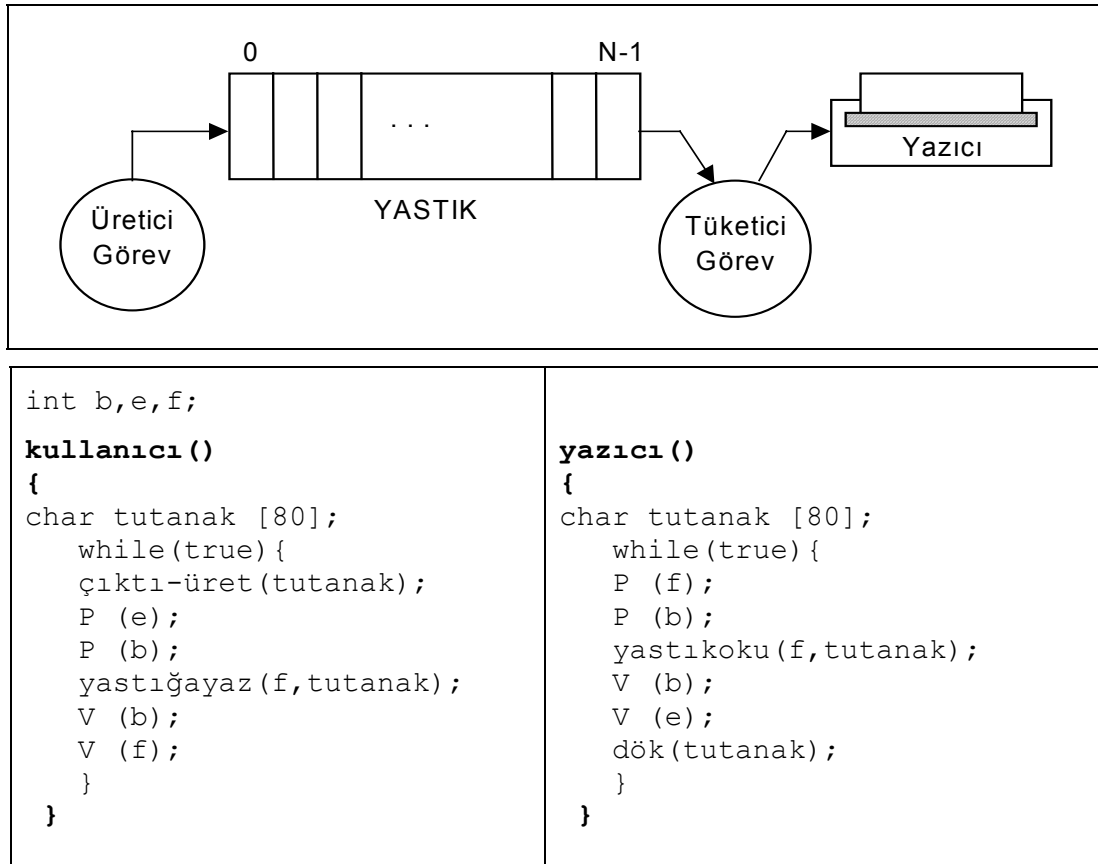 0 N-1
. . .
Yazıcı
YASTIK
Üretici
Görev
Tüketici
Görev
int b,e,f;
kullanıcı()
{
char tutanak [80];
while(true){
çıktı-üret(tutanak);
P (e);
P (b);
yastığayaz(f,tutanak);
V (b);
V (f);
}
}
yazıcı()
{
char tutanak [80];
while(true){
P (f);
P (b);
yastıkoku(f,tutanak);
V (b);
V (e);
dök(tutanak);
}
}